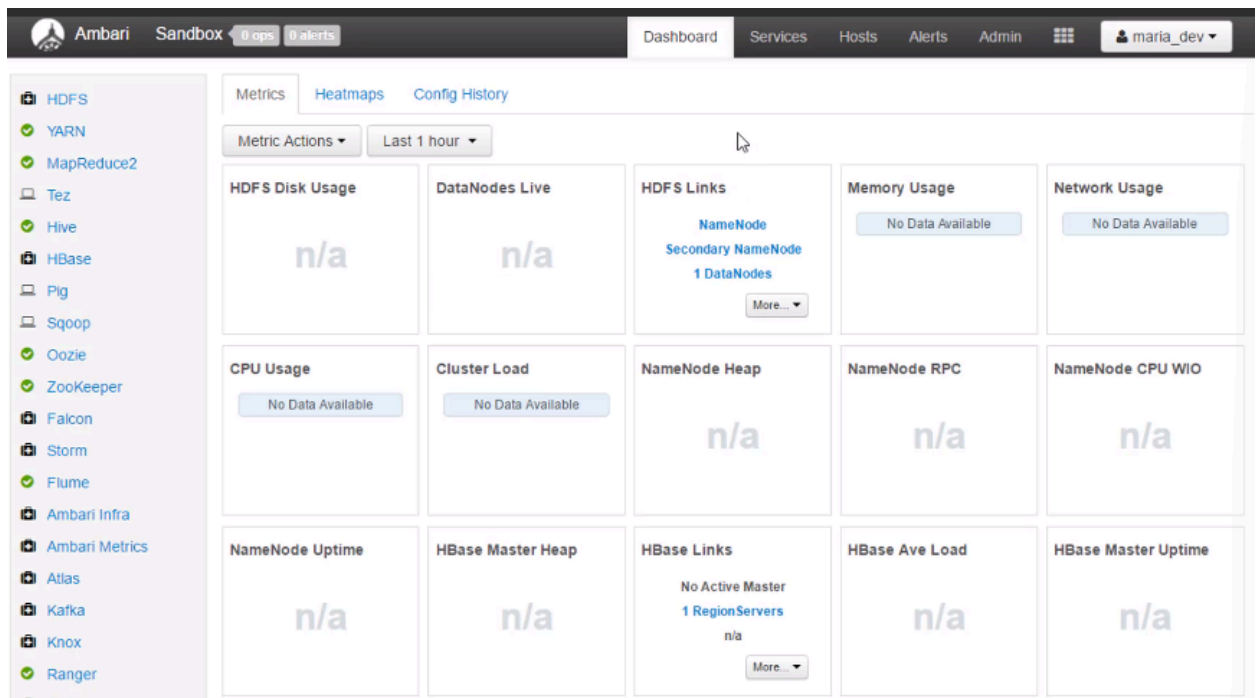 Ambari Sandbox 0 ops 0 alerts Dashboard Services Hosts Alerts Admin maria_dev
HDFS
YARN
MapReduce2
Tez
Hive
HBase
Pig
Sqoop
Oozie
ZooKeeper
Falcon
Storm
Flume
Ambari Infra
Ambari Metrics
Atlas
Kafka
Knox
Ranger
Metrics Heatmaps Config History
Metric Actions Last 1 hour
HDFS Disk Usage
n/a
DataNodes Live
n/a
HDFS Links
NameNode
Secondary NameNode
1 DataNodes
More...
Memory Usage
No Data Available
Network Usage
No Data Available
CPU Usage
No Data Available
Cluster Load
No Data Available
NameNode Heap
n/a
NameNode RPC
n/a
NameNode CPU WIO
n/a
NameNode Uptime
n/a
HBase Master Heap
n/a
HBase Links
No Active Master
1 RegionServers
n/a
More...
HBase Ave Load
n/a
HBase Master Uptime
n/a